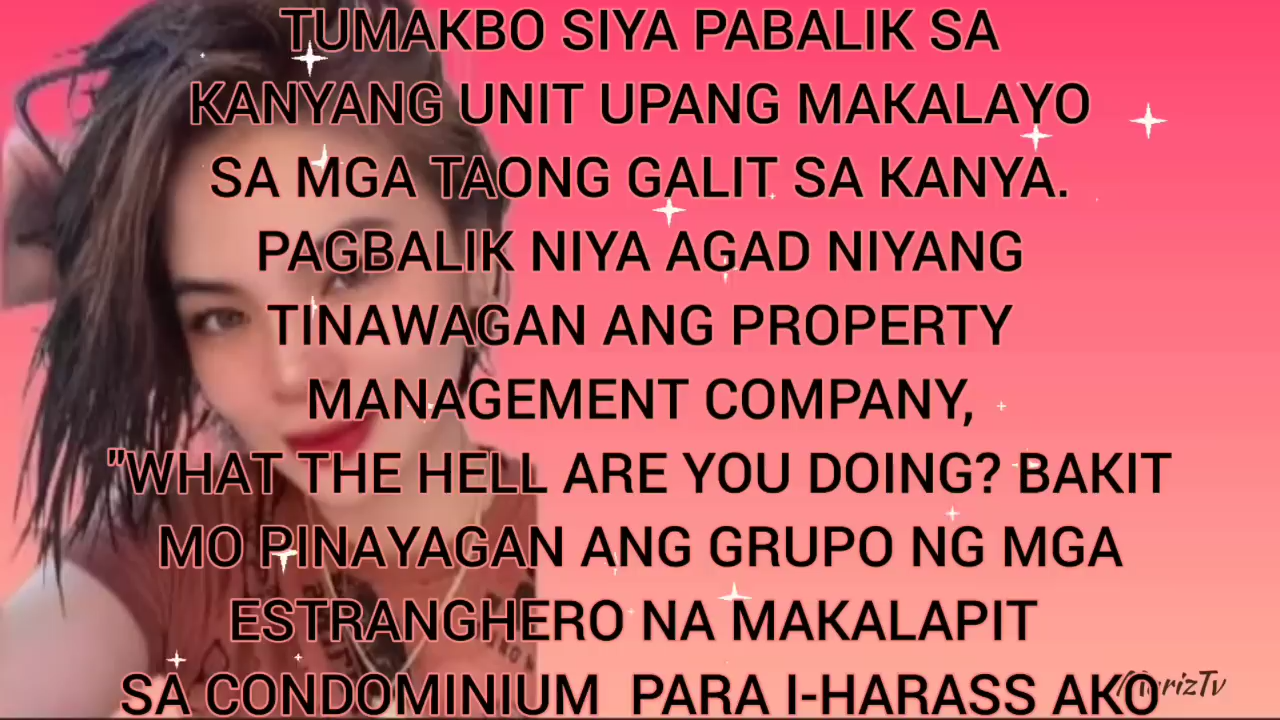 TUMAKBO SIYA PABALIK SA
KANYANG UNIT UPANG MAKALAYO
SA MGA TAONG GALIT SA KANYA.
PAGBALIK NIYA AGAD NIYANG
TINAWAGAN ANG PROPERTY
MANAGEMENT COMPANY,
"WHAT THE HELL ARE YOU DOING? BAKIT
MO PINAYAGAN ANG GRUPO NG MGA
ESTRANGHERO NA MAKALAPIT
SA CONDOMINIUM PARA I-HARASS AKO